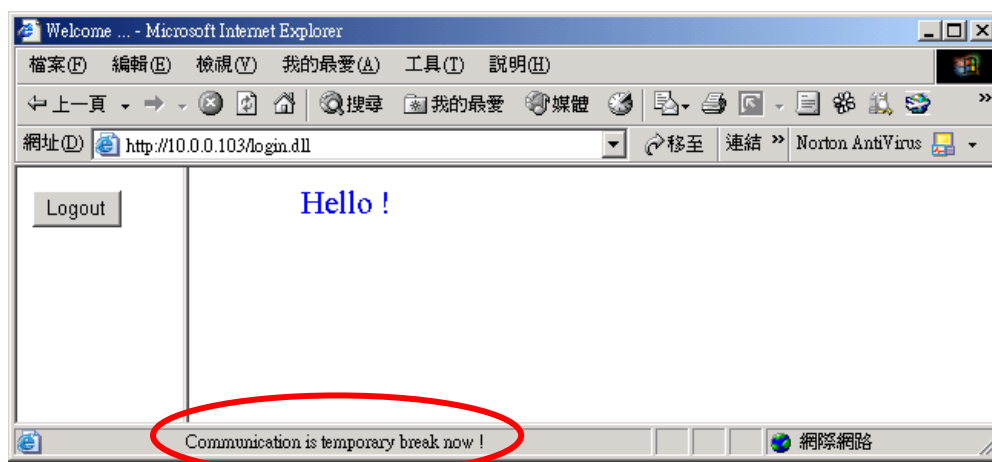 Welcome ... - Microsoft Internet Explorer
檔案(F) 編輯(E) 檢視(V) 我的最愛(A) 工具(T) 說明(H)
上一頁 搜尋 我的最愛 媒體 »
網址(D) http://10.0.0.103/login.dll 移至 連結 » Norton AntiVirus
Logout
Hello !
Communication is temporary break now !
網際網路